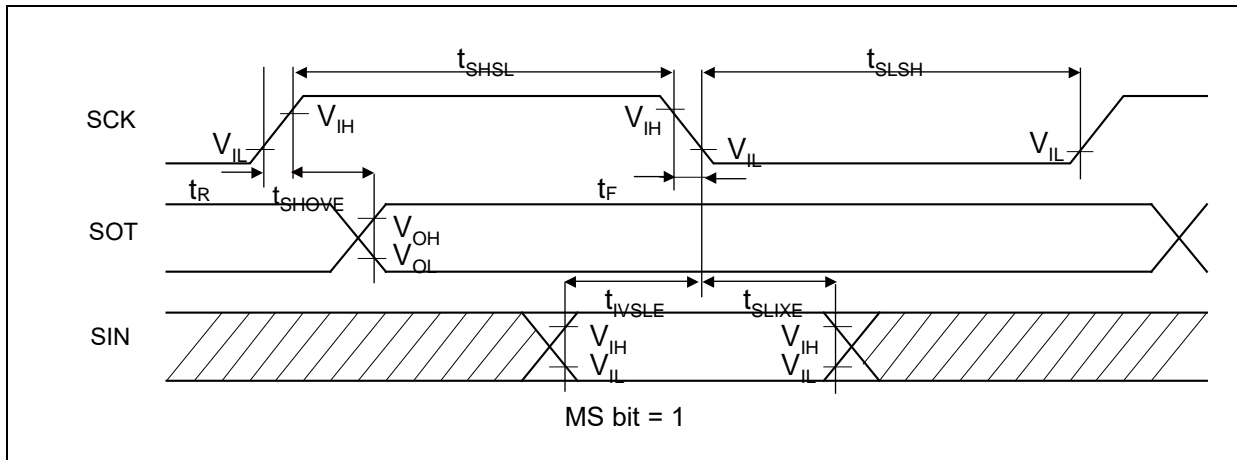 tSHSL
tSLSH
SCK
VIH
VIH
VIL
VIL
VIL
tR
tSHOVE
tF
SOT
VOH
VOL
tIVSLE
tSLIXE
SIN
VIH
VIH
VIL
VIL
MS bit = 1